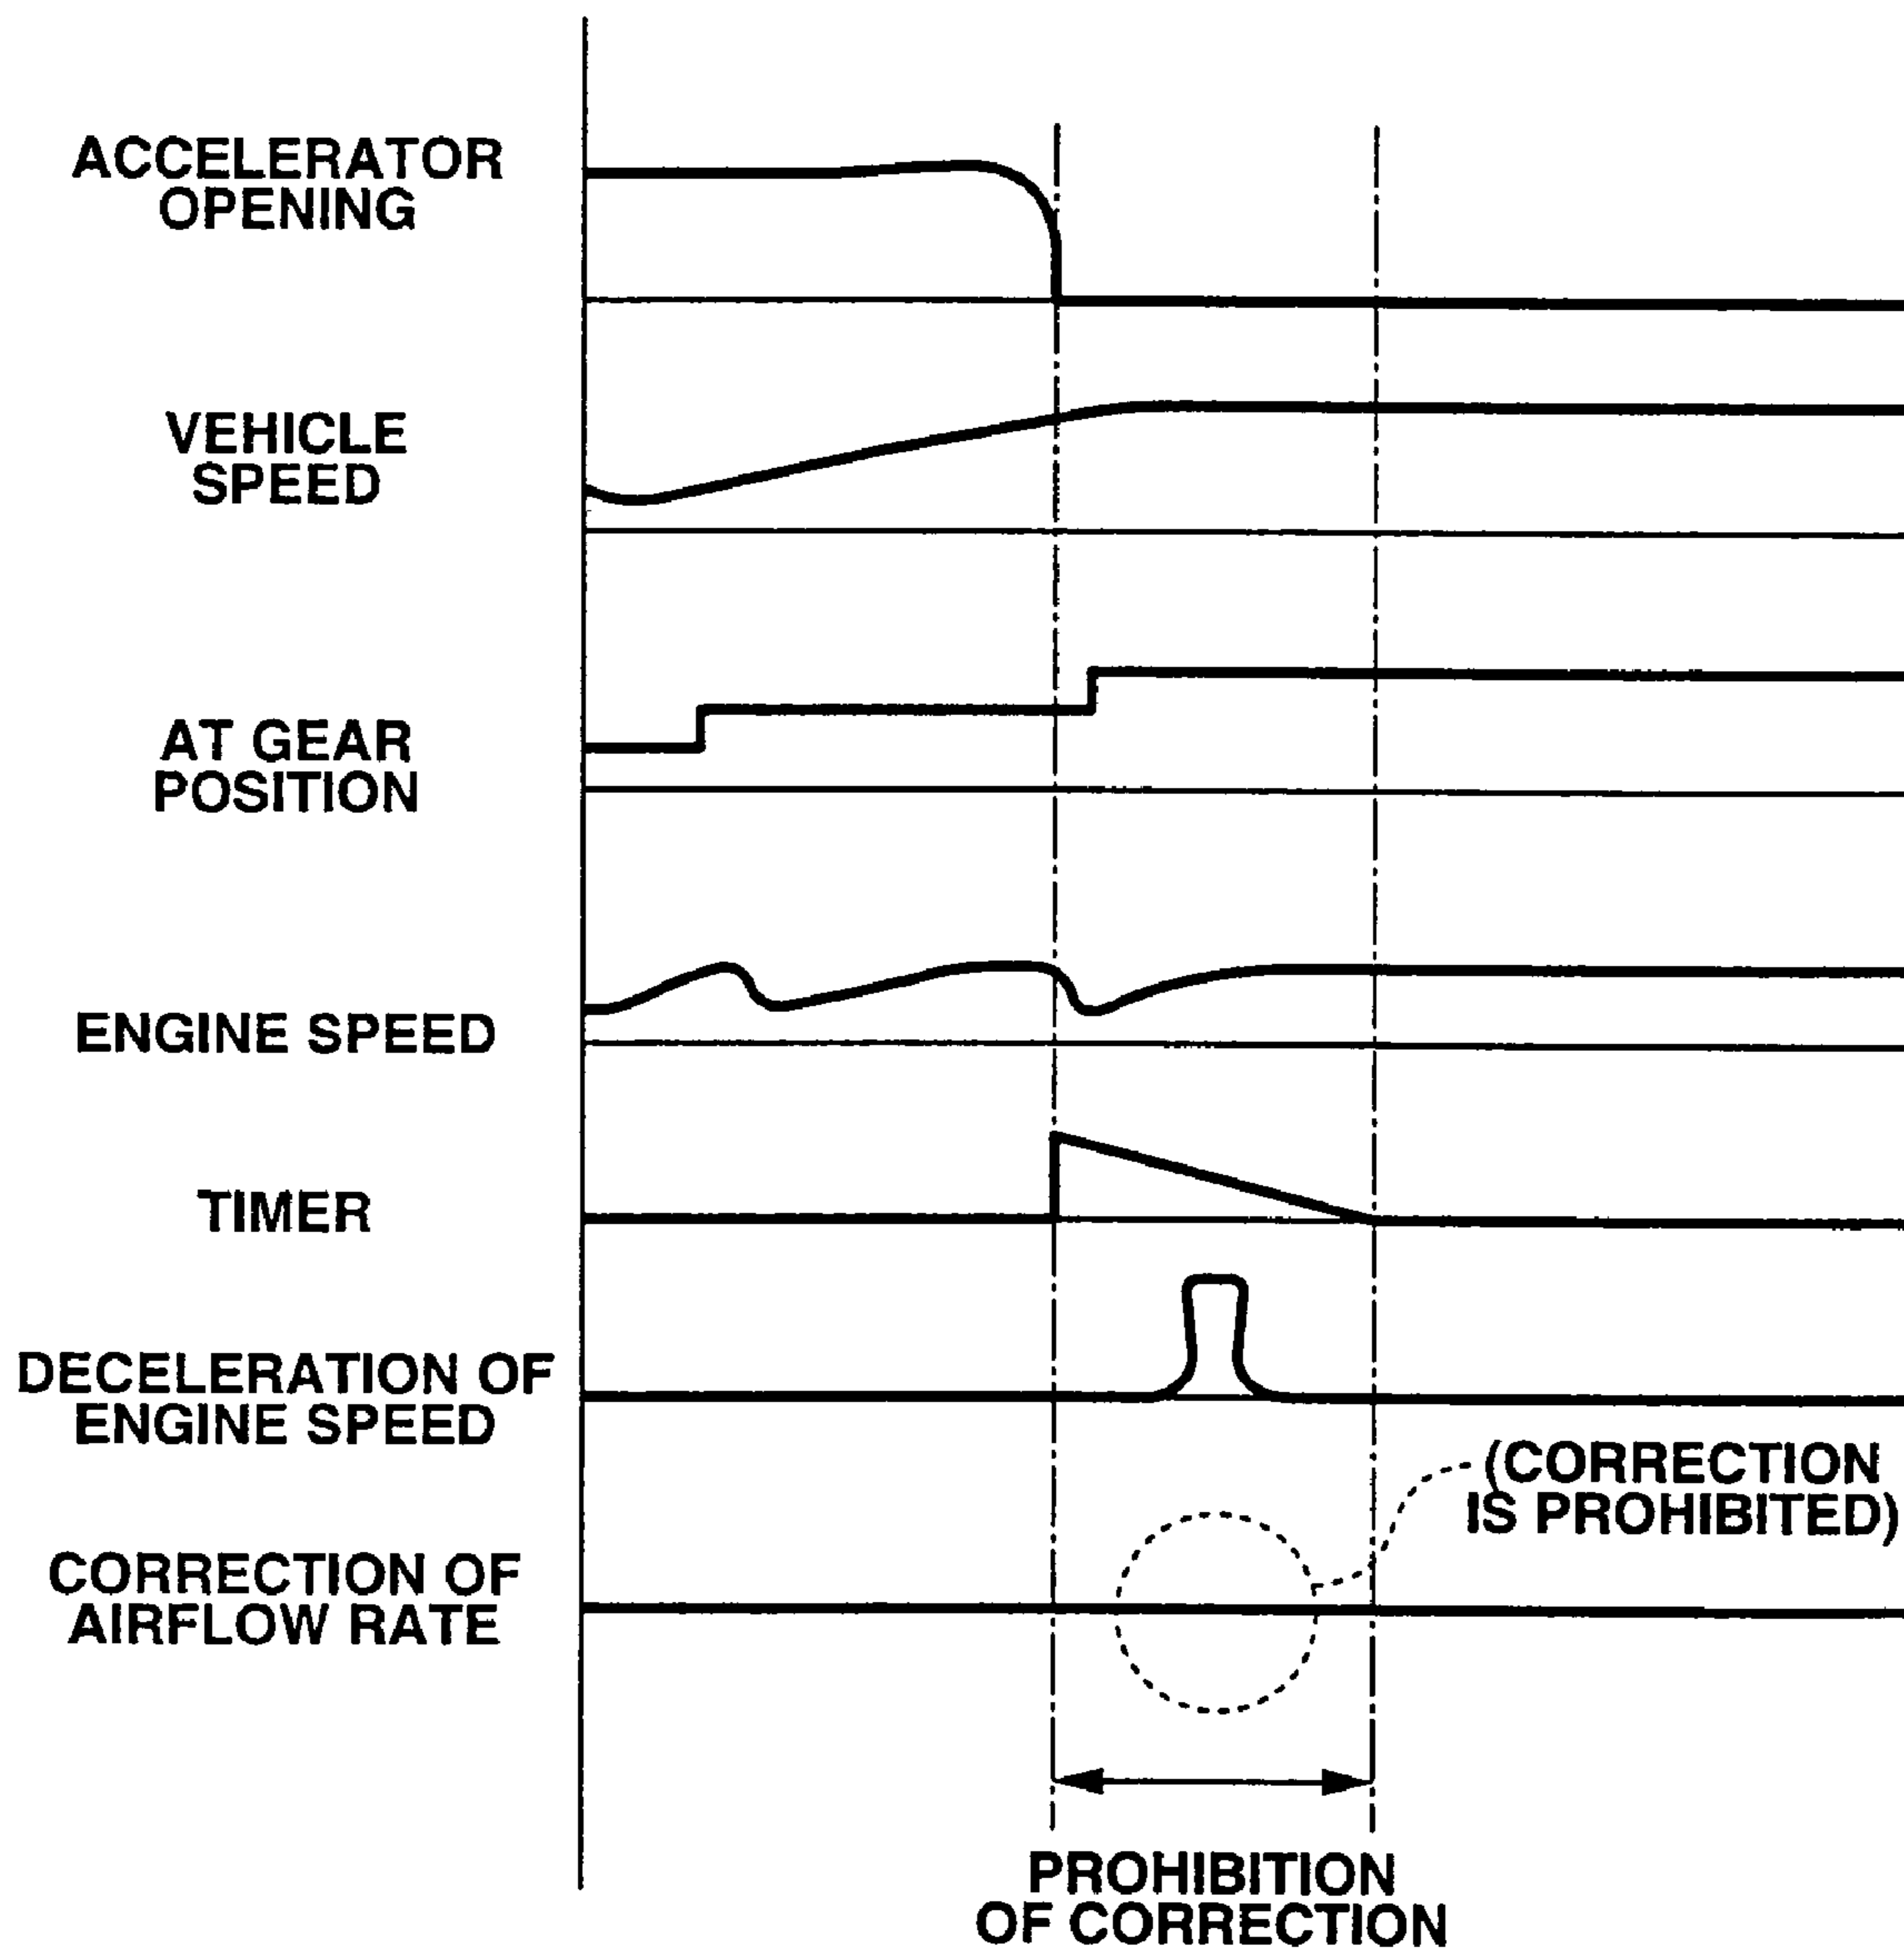 ACCELERATOR
OPENING
VEHICLE
SPEED
AT GEAR
POSITION
ENGINE SPEED
TIMER
DECELERATION OF
ENGINE SPEED
(CORRECTION
IS PROHIBITED)
CORRECTION OF
AIRFLOW RATE
PROHIBITION
OF CORRECTION